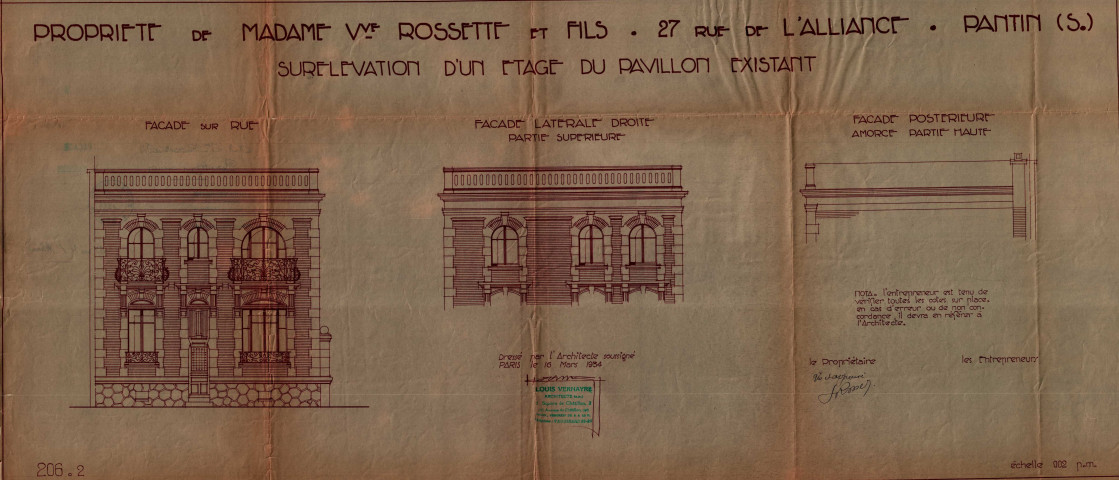 PROPRIETE DE MADAME VVE ROSSETTE ET FILS . 27 RUE DE L'ALLIANCE . PANTIN (S.)
SURELEVATION D'UN ETAGE DU PAVILLON EXISTANT
FACADE SUR RUE
FACADE LATERALE DROITE
PARTIE SUPERIEURE
FACADE POSTERIEURE
AMORCE PARTIE HAUTE
NOTA. l'entrepreneur est tenu de
vérifier toutes les cotes sur place.
en cas d'erreur ou de non con-
cordance il devra en référer a
l'Architecte.
Dressé par l'Architecte soussigné
PARIS le 16 Mars 1934
LOUIS VERHAYRE
ARCHITECTE
le Propriétaire
les Entrepreneurs
206.2
échelle 002 p.m.